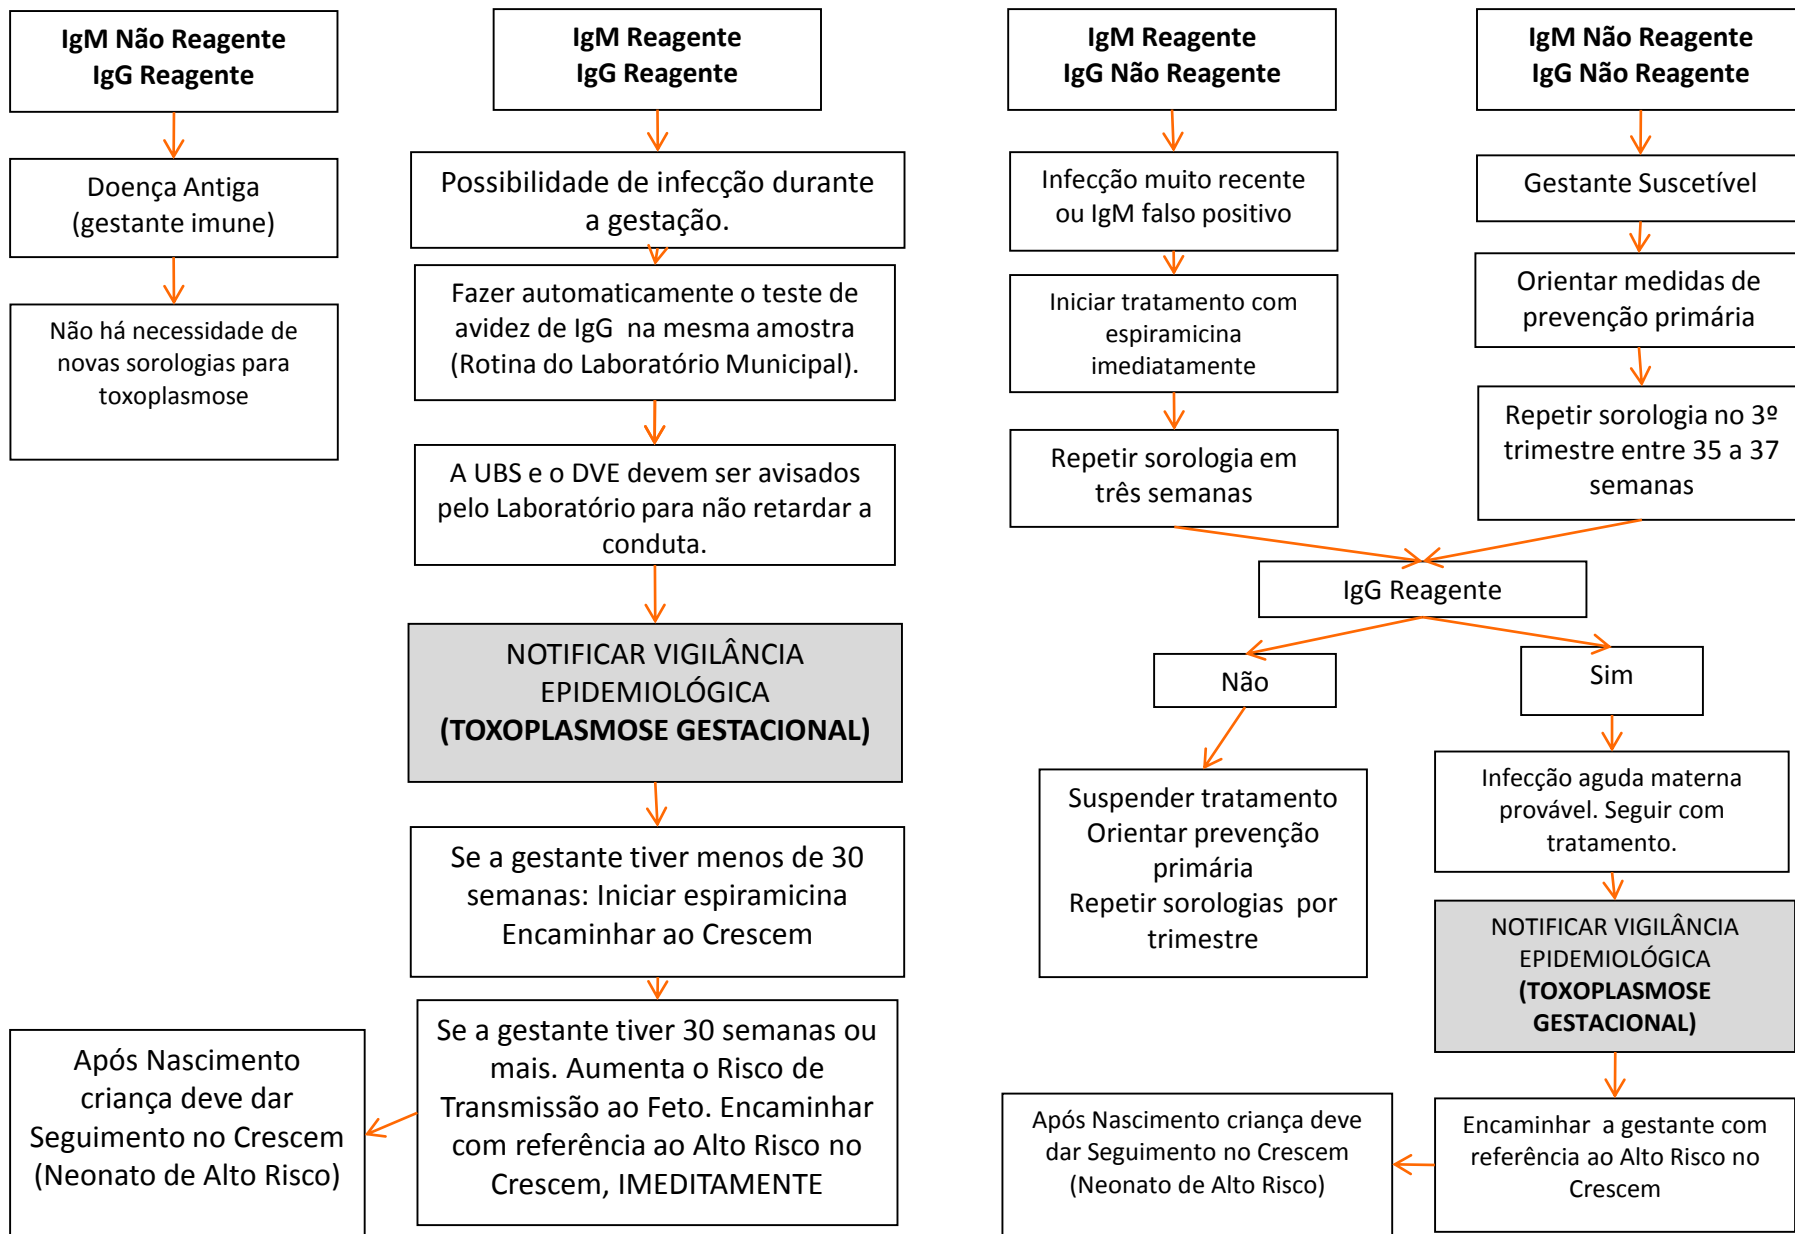 IgM Não Reagente
IgG Reagente
Doença Antiga
(gestante imune)
Não há necessidade de
novas sorologias para
toxoplasmose
IgM Reagente
IgG Reagente
Possibilidade de infecção durante
a gestação.
Fazer automaticamente o teste de
avidez de IgG na mesma amostra
(Rotina do Laboratório Municipal).
A UBS e o DVE devem ser avisados
pelo Laboratório para não retardar a
conduta.
NOTIFICAR VIGILÂNCIA
EPIDEMIOLÓGICA
(TOXOPLASMOSE GESTACIONAL)
Se a gestante tiver menos de 30
semanas: Iniciar espiramicina
Encaminhar ao Crescem
Se a gestante tiver 30 semanas ou
mais. Aumenta o Risco de
Transmissão ao Feto. Encaminhar
com referência ao Alto Risco no
Crescem, IMEDITAMENTE
Após Nascimento
criança deve dar
Seguimento no Crescem
(Neonato de Alto Risco)
IgM Reagente
IgG Não Reagente
Infecção muito recente
ou IgM falso positivo
Iniciar tratamento com
espiramicina
imediatamente
Repetir sorologia em
três semanas
IgM Não Reagente
IgG Não Reagente
Gestante Suscetível
Orientar medidas de
prevenção primária
Repetir sorologia no 3º
trimestre entre 35 a 37
semanas
IgG Reagente
Não
Suspender tratamento
Orientar prevenção
primária
Repetir sorologias por
trimestre
Sim
Infecção aguda materna
provável. Seguir com
tratamento.
NOTIFICAR VIGILÂNCIA
EPIDEMIOLÓGICA
(TOXOPLASMOSE
GESTACIONAL)
Encaminhar a gestante com
referência ao Alto Risco no
Crescem
Após Nascimento criança deve
dar Seguimento no Crescem
(Neonato de Alto Risco)